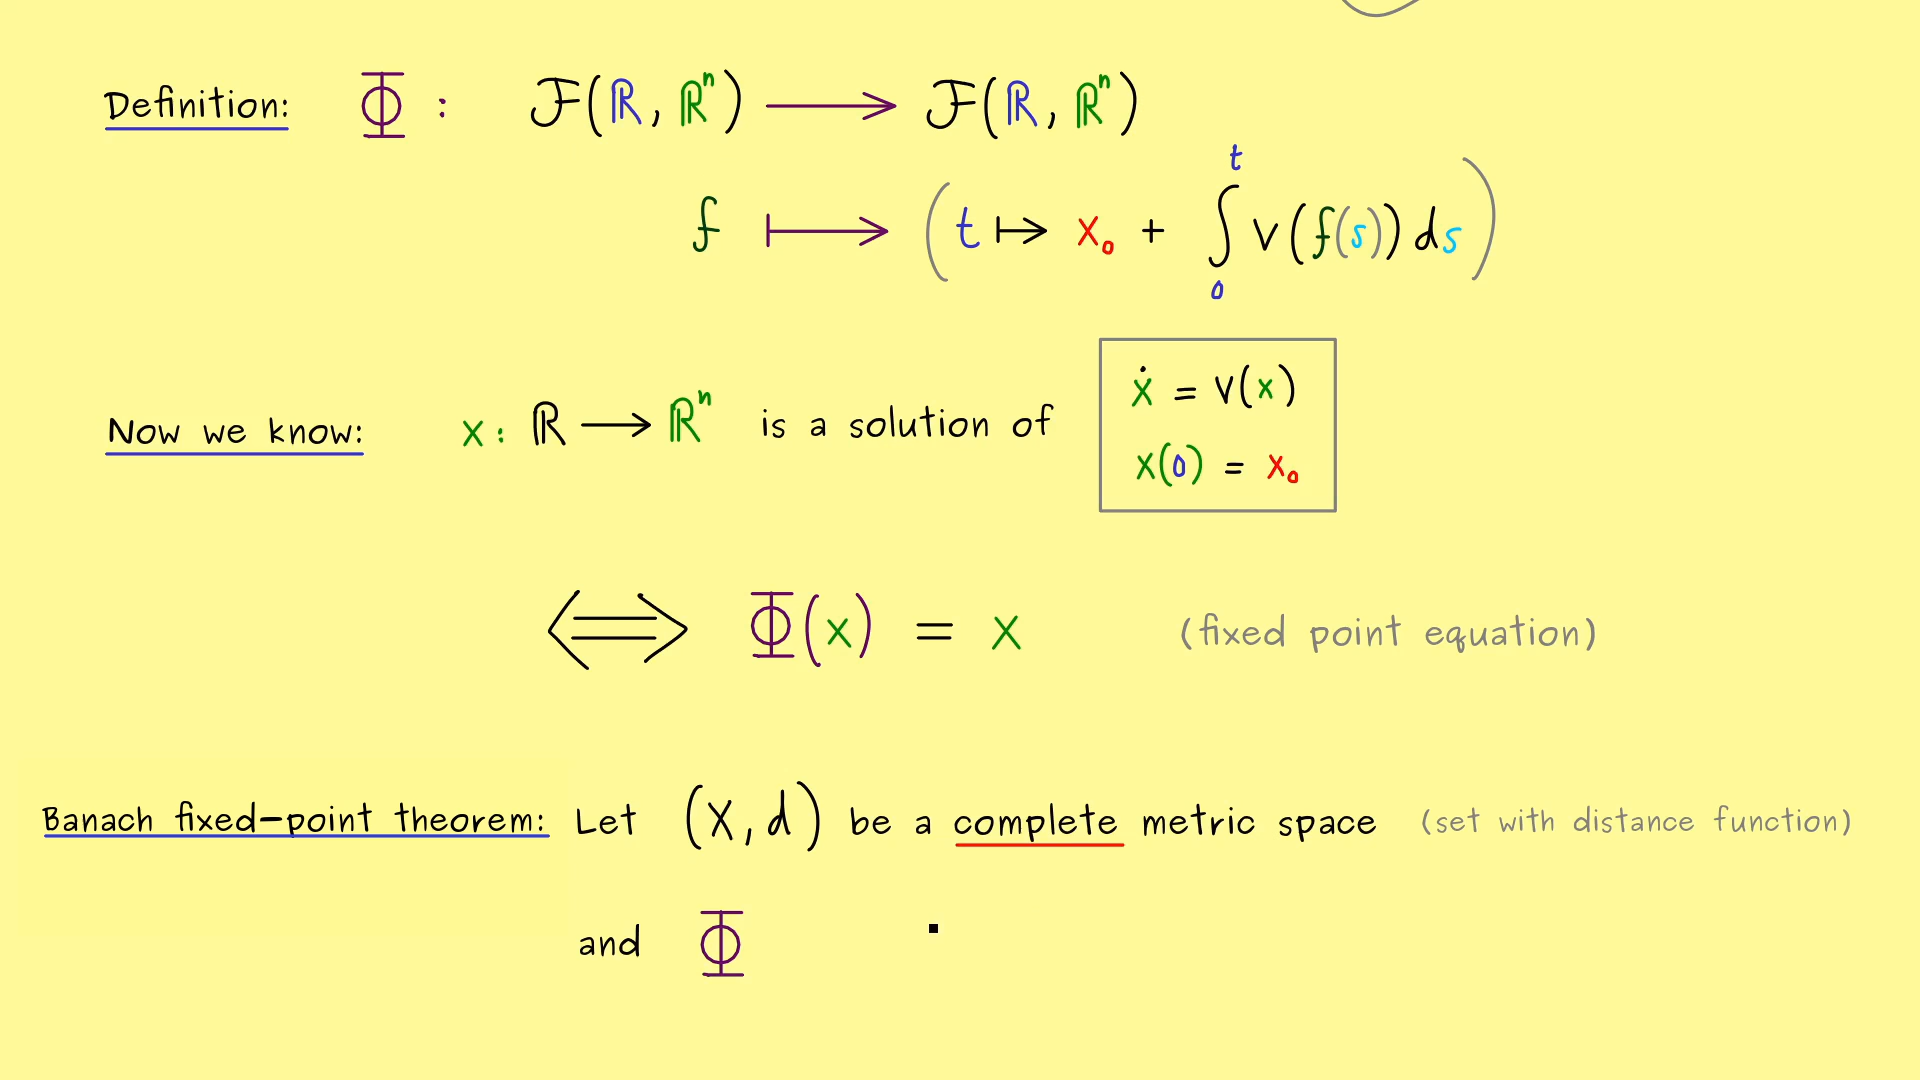 Definition: Φ : ℱ(ℝ, ℝⁿ) ⟶ ℱ(ℝ, ℝⁿ)
f ⟼ (t ↦ x₀ + ∫₀ᵗ v(f(s)) ds)
Now we know: x : ℝ ⟶ ℝⁿ is a solution of
ẋ = v(x)
x(0) = x₀
⟺ Φ(x) = x (fixed point equation)
Banach fixed-point theorem: Let (X, d) be a complete metric space (set with distance function)
and Φ